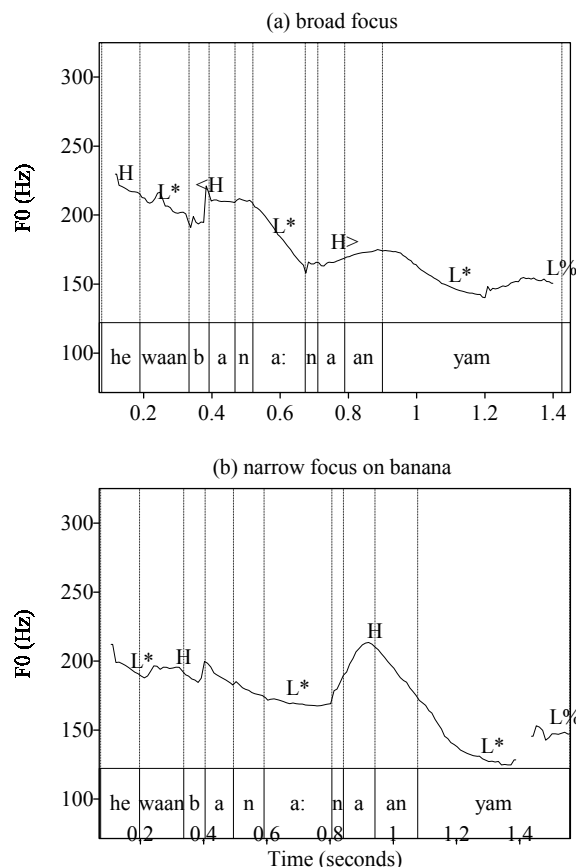 (a) broad focus
300
250
200
150
100
F0 (Hz)
H L* <H L* H> L* L%
he waan b a n a: n a an yam
0.2 0.4 0.6 0.8 1 1.2 1.4
(b) narrow focus on banana
300
250
200
150
100
F0 (Hz)
L* H L* H L* L%
he waan b a n a: n a an yam
0.2 0.4 0.6 0.8 1 1.2 1.4
Time (seconds)